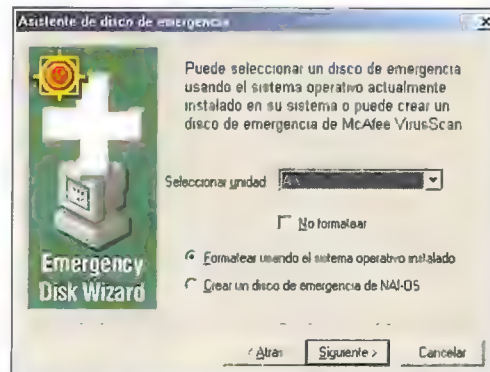 Asistente de disco de emergencia
Puede seleccionar un disco de emergencia
usando el sistema operativo actualmente
instalado en su sistema o puede crear un
disco de emergencia de McAfee VirusScan
Seleccionar unidad
A:\
No formatear
Formatear usando el sistema operativo instalado
Crear un disco de emergencia de NAI-OS
Emergency
Disk Wizard
< Atrás
Siguiente >
Cancelar